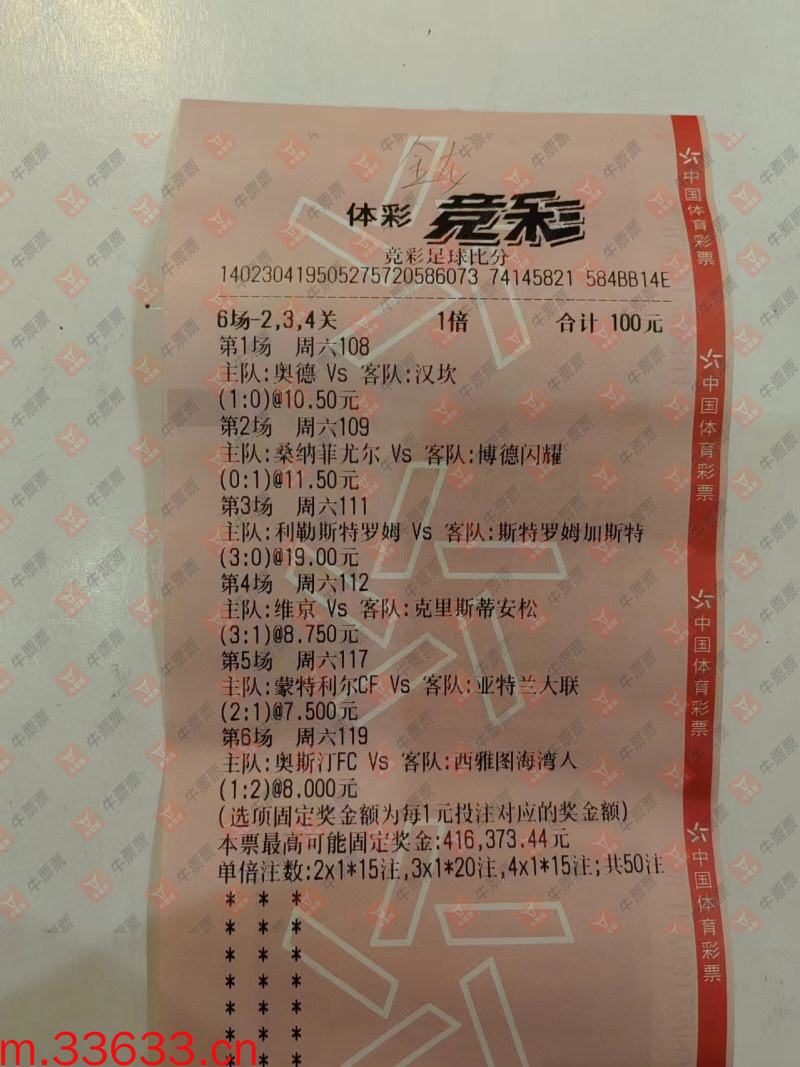 体彩 竞彩
竞彩足球比分
140230419505275720586073 74145821 584BB14E
6场-2,3,4关 1倍 合计 100元
第1场 周六108
主队:奥德 Vs 客队:汉坎
(1:0)@10.50元
第2场 周六109
主队:桑纳菲尤尔 Vs 客队:博德闪耀
(0:1)@11.50元
第3场 周六111
主队:利勒斯特罗姆 Vs 客队:斯特罗姆加斯特
(3:0)@19.00元
第4场 周六112
主队:维京 Vs 客队:克里斯蒂安松
(3:1)@8.750元
第5场 周六117
主队:蒙特利尔CF Vs 客队:亚特兰大联
(2:1)@7.500元
第6场 周六119
主队:奥斯汀FC Vs 客队:西雅图海湾人
(1:2)@8.000元
(选项固定奖金额为每1元投注对应的奖金额)
本票最高可能固定奖金:416,373.44元
单倍注数:2x1*15注,3x1*20注,4x1*15注;共50注
* * *
* * *
* * *
* * *
* * *
* * *
* * *
中国体育彩票
中国体育彩票
中国体育彩票
中国体育彩票
牛票票
m.33633.cn